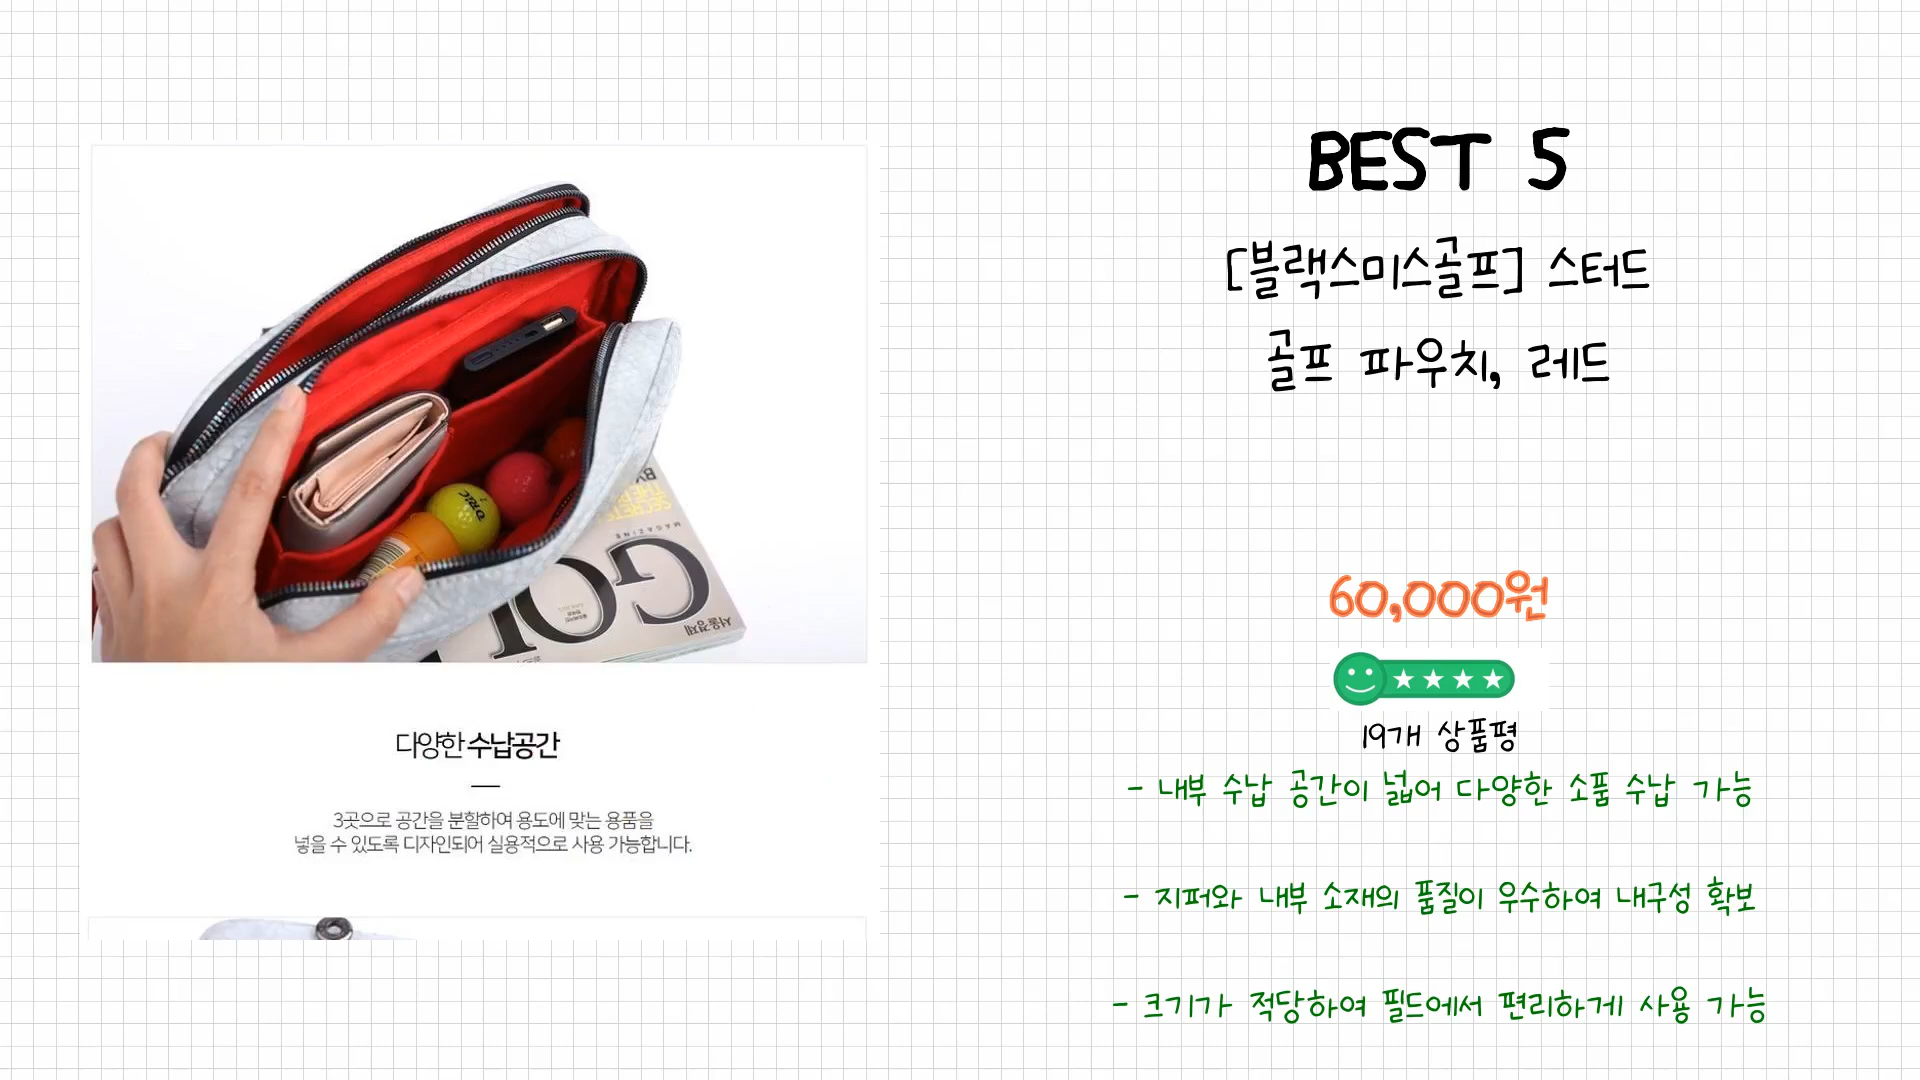 BEST 5
[블랙스미스골프] 스터드
골프 파우치, 레드
60,000원
19개 상품평
- 내부 수납 공간이 넓어 다양한 소품 수납 가능
- 지퍼와 내부 소재의 품질이 우수하여 내구성 확보
- 크기가 적당하여 필드에서 편리하게 사용 가능
다양한 수납공간
3곳으로 공간을 분할하여 용도에 맞는 용품을
넣을 수 있도록 디자인되어 실용적으로 사용 가능합니다.
MAGAZINE
서울경제